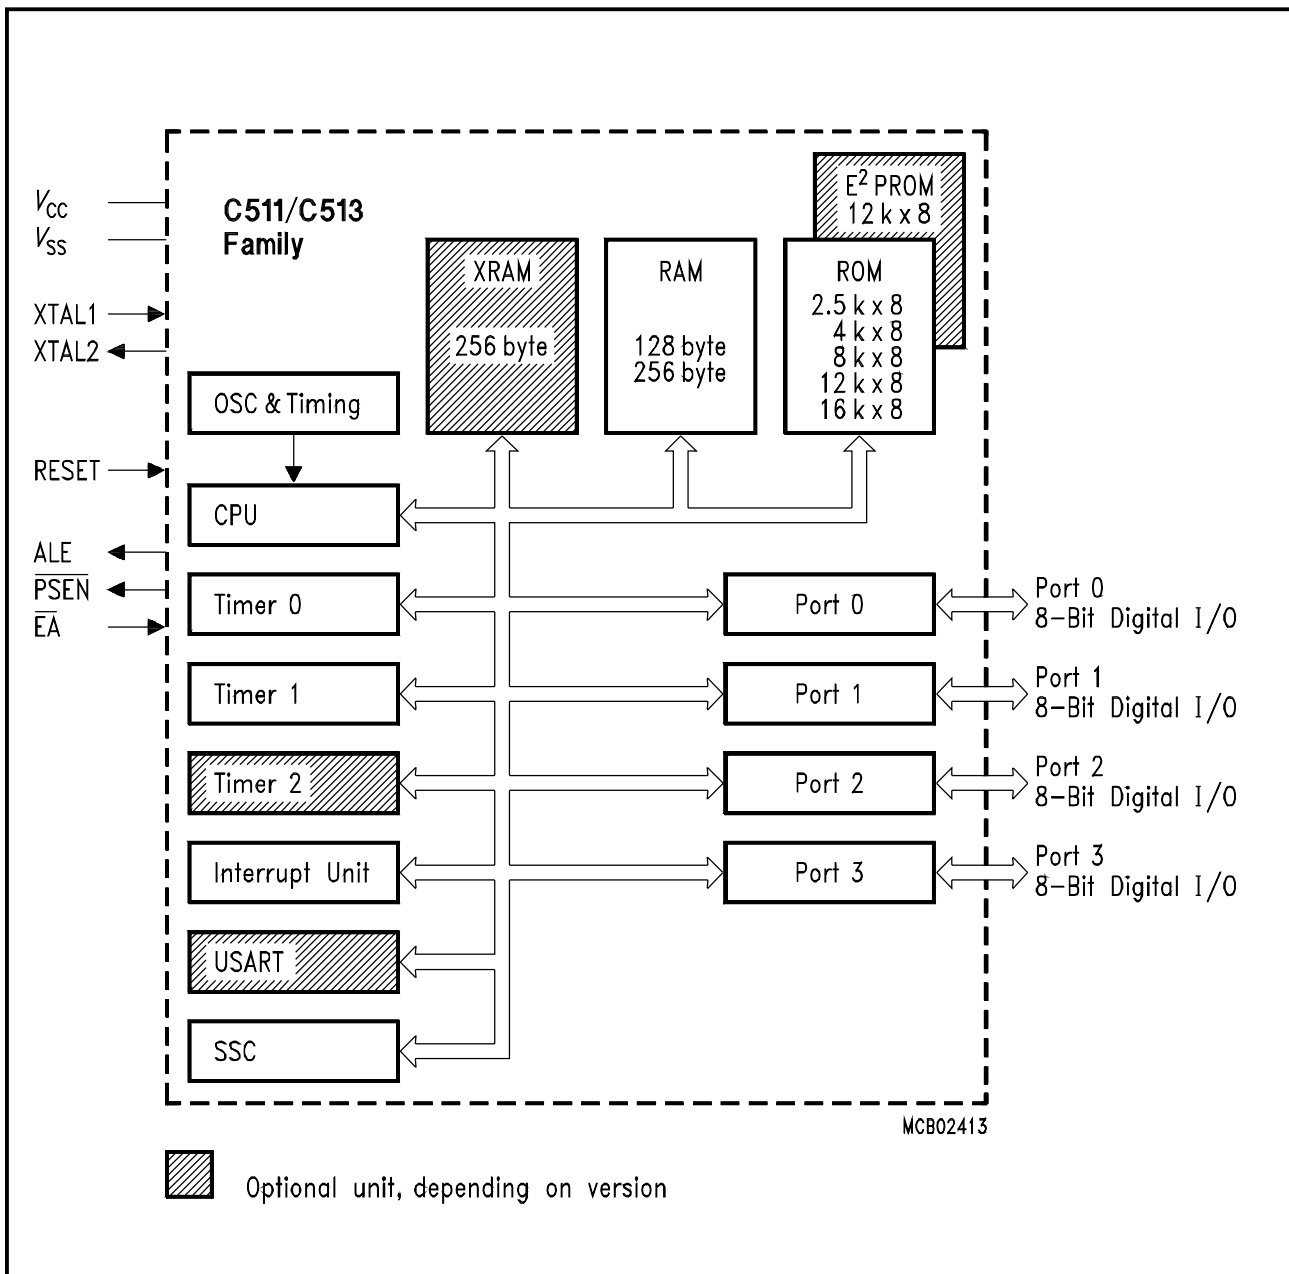 C511/C513
Family
V_CC
V_SS
XTAL1
XTAL2
RESET
ALE
P̅S̅E̅N̅
E̅A̅
E² PROM
12 k x 8
XRAM
256 byte
RAM
128 byte
256 byte
ROM
2.5 k x 8
4 k x 8
8 k x 8
12 k x 8
16 k x 8
OSC & Timing
CPU
Timer 0
Timer 1
Timer 2
Interrupt Unit
USART
SSC
Port 0
Port 1
Port 2
Port 3
Port 0
8-Bit Digital I/O
Port 1
8-Bit Digital I/O
Port 2
8-Bit Digital I/O
Port 3
8-Bit Digital I/O
MCB02413
Optional unit, depending on version